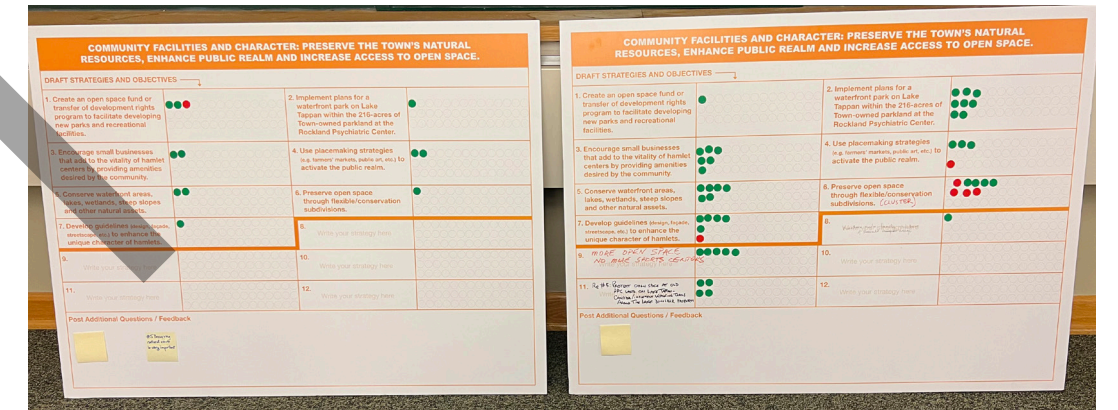 COMMUNITY FACILITIES AND CHARACTER: PRESERVE THE TOWN'S NATURAL
RESOURCES, ENHANCE PUBLIC REALM AND INCREASE ACCESS TO OPEN SPACE.
DRAFT STRATEGIES AND OBJECTIVES
1. Create an open space fund or
transfer of development rights
program to facilitate developing
new parks and recreational
facilities.
2. Implement plans for a
waterfront park on Lake
Tappan within the 216-acres of
Town-owned parkland at the
Rockland Psychiatric Center.
3. Encourage small businesses
that add to the vitality of hamlet
centers by providing amenities
desired by the community.
4. Use placemaking strategies
(e.g. farmers' markets, public art, etc.) to
activate the public realm.
5. Conserve waterfront areas,
lakes, wetlands, steep slopes
and other natural assets.
6. Preserve open space
through flexible/conservation
subdivisions.
7. Develop guidelines (design, façade,
streetscape, etc.) to enhance the
unique character of hamlets.
8.
Write your strategy here
9.
Write your strategy here
10.
Write your strategy here
11.
Write your strategy here
12.
Write your strategy here
Post Additional Questions / Feedback
COMMUNITY FACILITIES AND CHARACTER: PRESERVE THE TOWN'S NATURAL
RESOURCES, ENHANCE PUBLIC REALM AND INCREASE ACCESS TO OPEN SPACE.
DRAFT STRATEGIES AND OBJECTIVES
1. Create an open space fund or
transfer of development rights
program to facilitate developing
new parks and recreational
facilities.
2. Implement plans for a
waterfront park on Lake
Tappan within the 216-acres of
Town-owned parkland at the
Rockland Psychiatric Center.
3. Encourage small businesses
that add to the vitality of hamlet
centers by providing amenities
desired by the community.
4. Use placemaking strategies
(e.g. farmers' markets, public art, etc.) to
activate the public realm.
5. Conserve waterfront areas,
lakes, wetlands, steep slopes
and other natural assets.
6. Preserve open space
through flexible/conservation
subdivisions. (CLUSTER)
7. Develop guidelines (design, façade,
streetscape, etc.) to enhance the
unique character of hamlets.
8.
9. MORE OPEN SPACE
NO MORE SPORTS CENTERS
10.
Write your strategy here
11. Re #5: OPEN SPACE AT OLD
12.
Write your strategy here
Post Additional Questions / Feedback